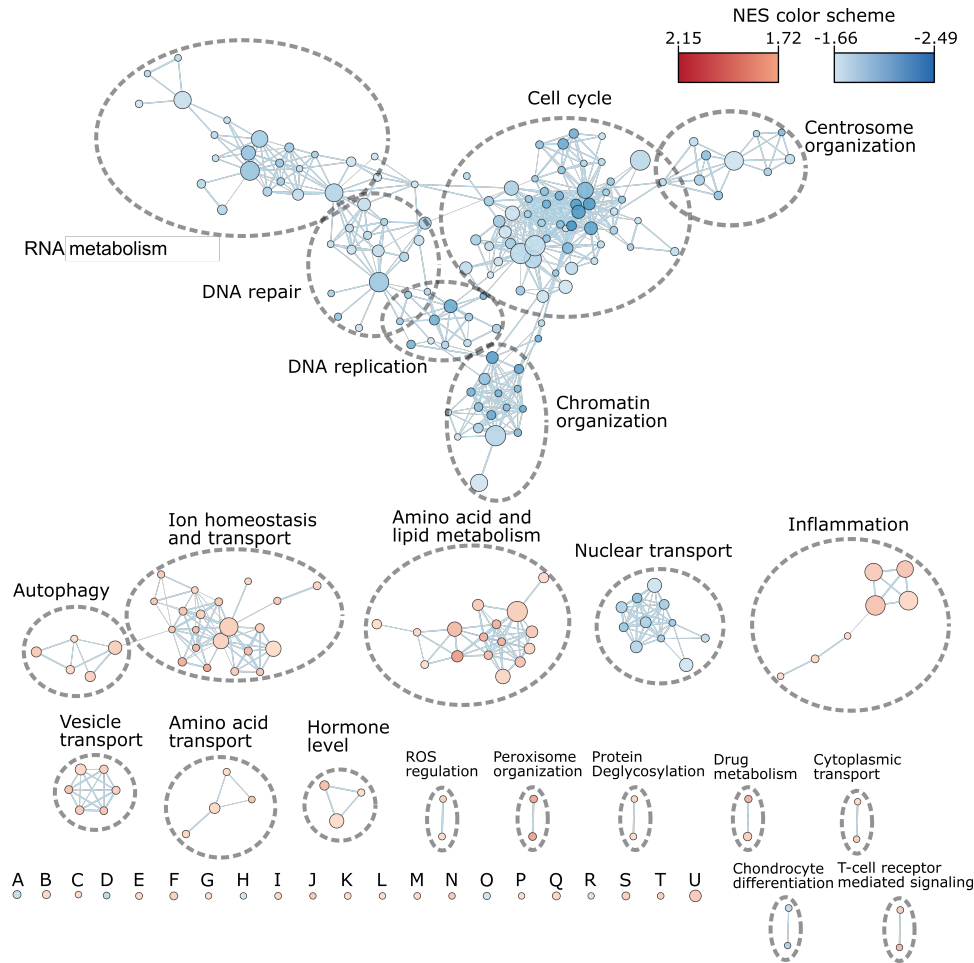 NES color scheme
2.15 1.72 -1.66 -2.49
Cell cycle
Centrosome
organization
RNA metabolism
DNA repair
DNA replication
Chromatin
organization
Ion homeostasis
and transport
Amino acid and
lipid metabolism
Nuclear transport
Inflammation
Autophagy
Vesicle
transport
Amino acid
transport
Hormone
level
ROS
regulation
Peroxisome
organization
Protein
Deglycosylation
Drug
metabolism
Cytoplasmic
transport
A B C D E F G H I J K L M N O P Q R S T U
Chondrocyte
differentiation
T-cell receptor
mediated signaling